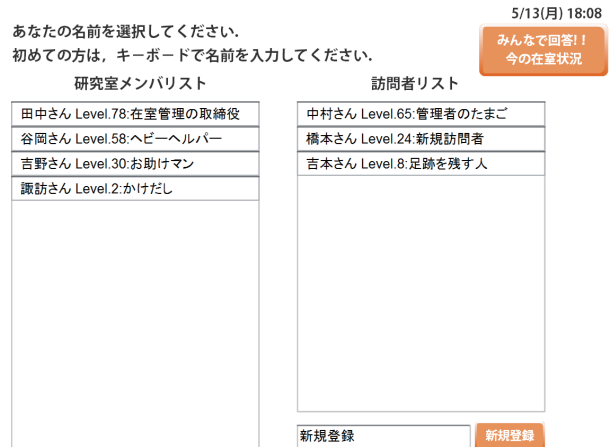 5/13(月) 18:08
あなたの名前を選択してください．
初めての方は，キーボードで名前を入力してください．
みんなで回答！！
今の在室状況
研究室メンバリスト
田中さん Level.78:在室管理の取締役
谷岡さん Level.58:ヘビーヘルパー
吉野さん Level.30:お助けマン
諏訪さん Level.2:かけだし
訪問者リスト
中村さん Level.65:管理者のたまご
橋本さん Level.24:新規訪問者
吉本さん Level.8:足跡を残す人
新規登録
新規登録